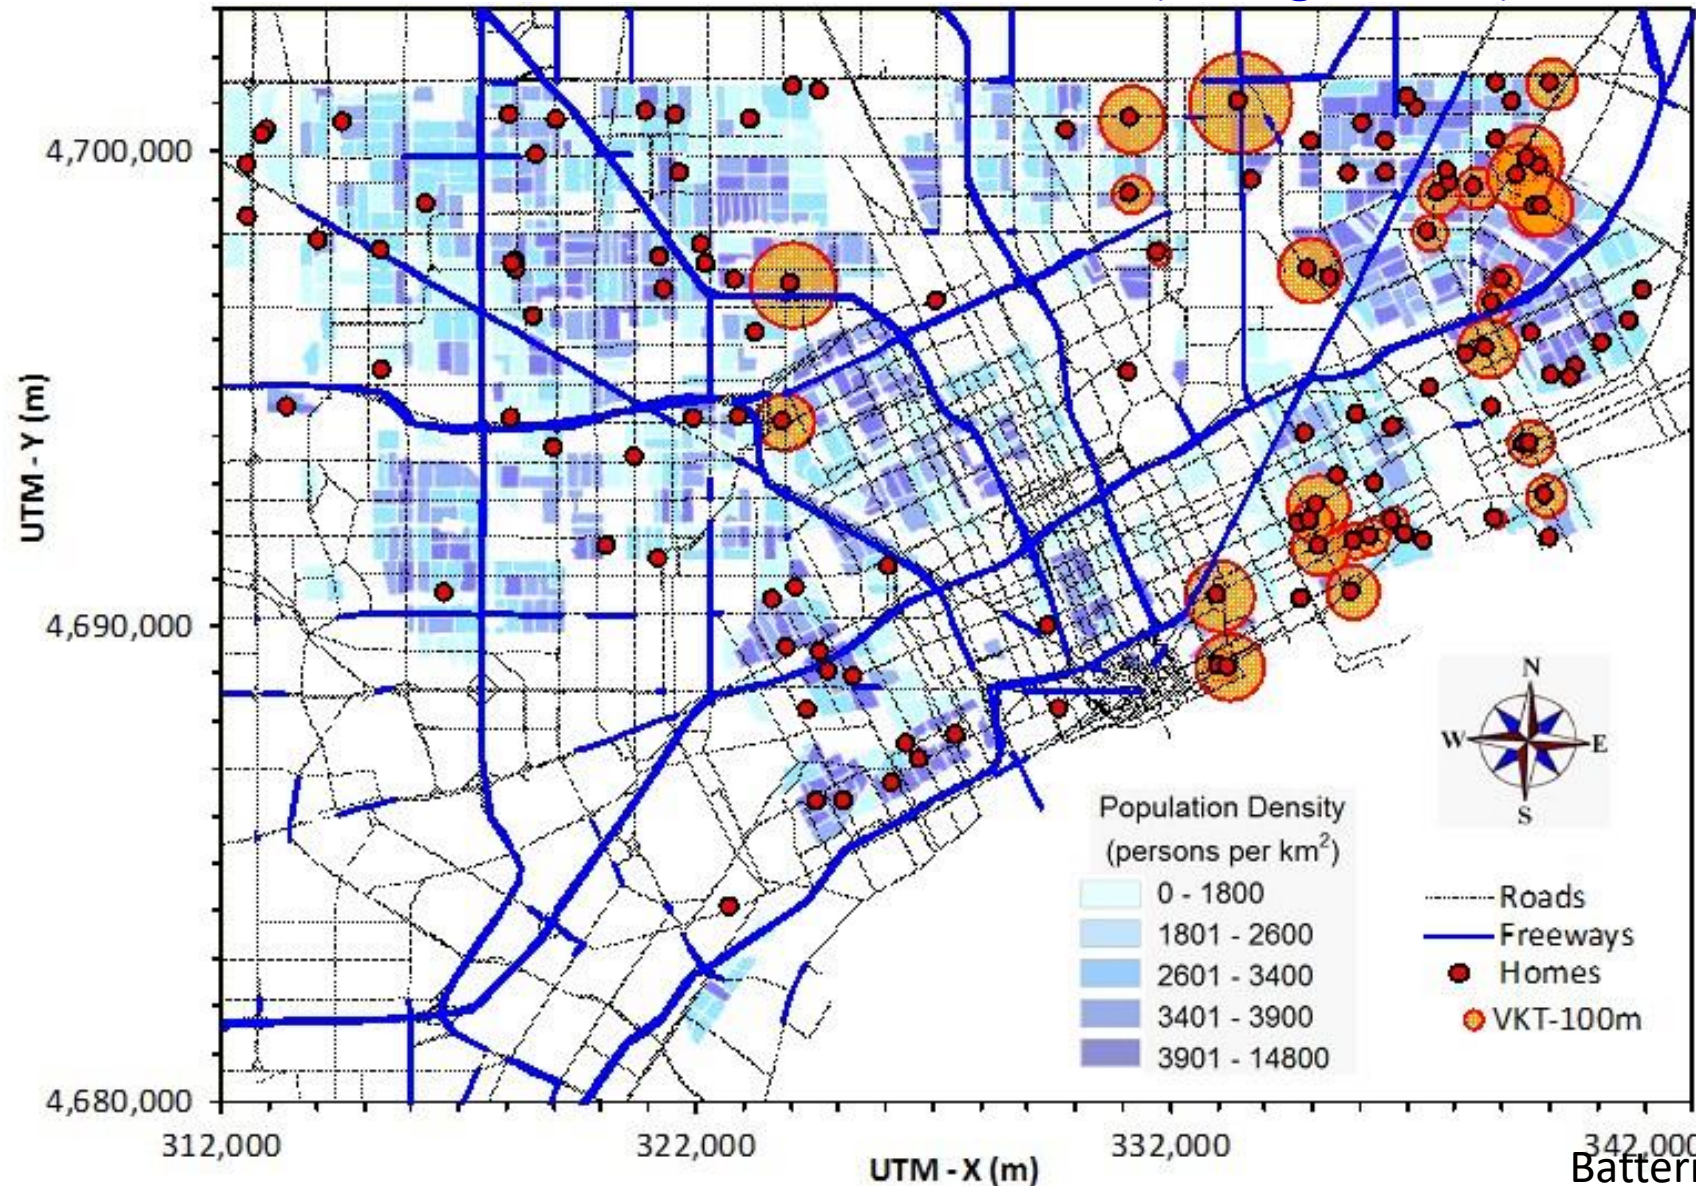 4,700,000
4,690,000
4,680,000
UTM - Y (m)
312,000
322,000
332,000
342,000
UTM - X (m)
N
W
E
S
Population Density
(persons per km²)
0 - 1800
1801 - 2600
2601 - 3400
3401 - 3900
3901 - 14800
Roads
Freeways
Homes
VKT-100m